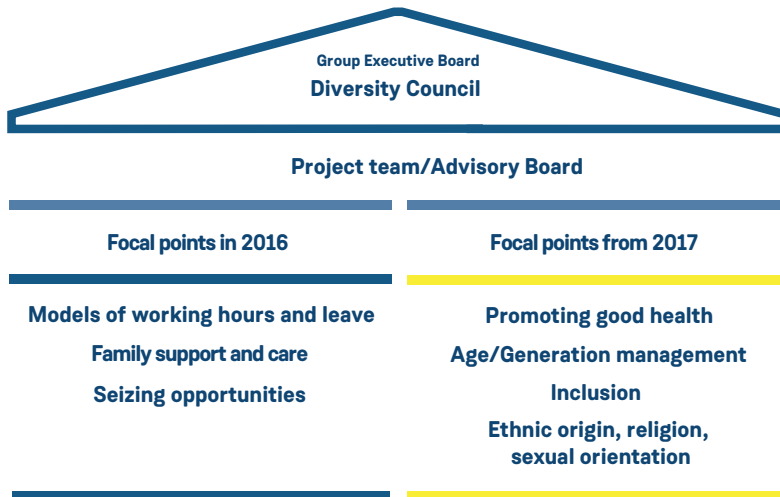 Group Executive Board
Diversity Council
Project team/Advisory Board
Focal points in 2016
Focal points from 2017
Models of working hours and leave
Family support and care
Seizing opportunities
Promoting good health
Age/Generation management
Inclusion
Ethnic origin, religion,
sexual orientation